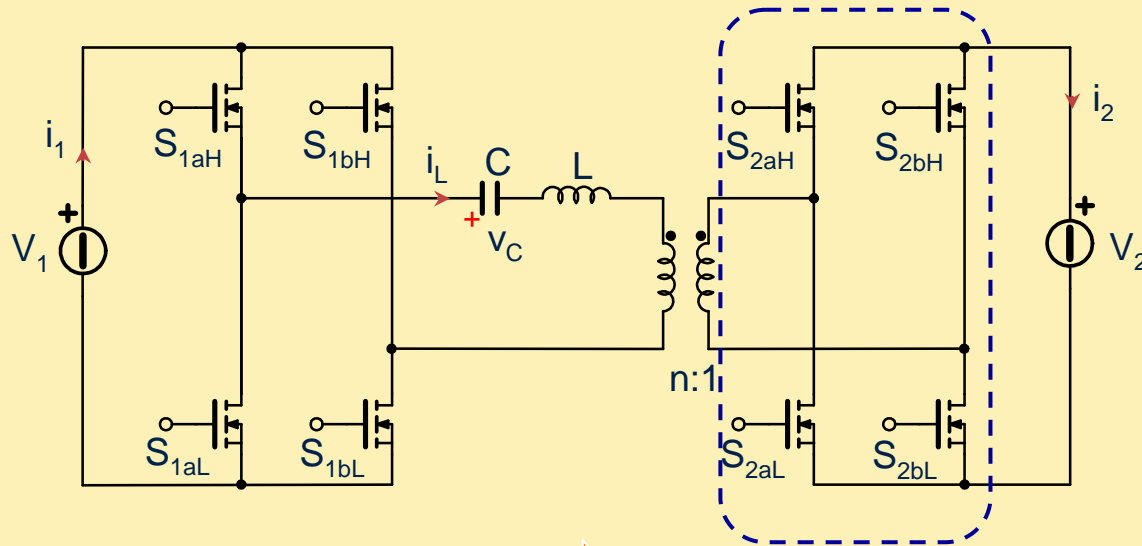 S1aH
S1bH
S2aH
S2bH
i1
iL
C
L
i2
+
+
+
V1
vC
V2
n:1
S1aL
S1bL
S2aL
S2bL